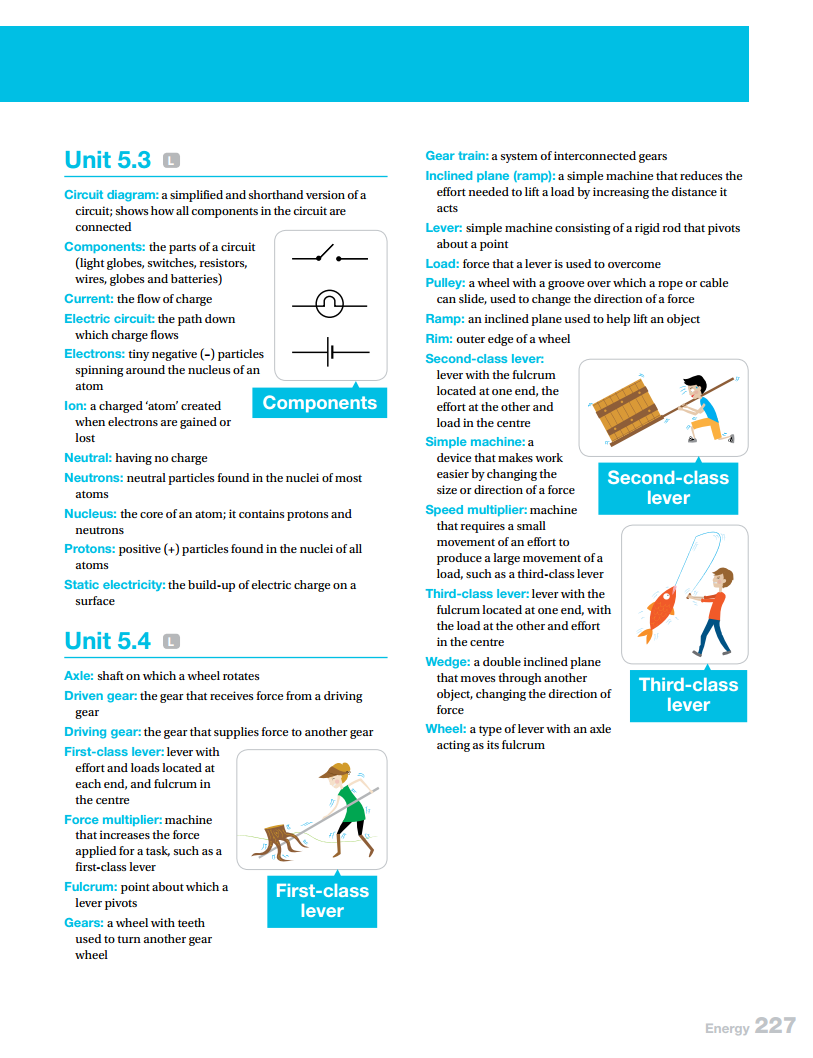 Unit 5.3 L
Circuit diagram: a simplified and shorthand version of a
circuit; shows how all components in the circuit are
connected
Components: the parts of a circuit
(light globes, switches, resistors,
wires, globes and batteries)
Current: the flow of charge
Electric circuit: the path down
which charge flows
Electrons: tiny negative (–) particles
spinning around the nucleus of an
atom
Ion: a charged ‘atom’ created
when electrons are gained or
lost
Components
Neutral: having no charge
Neutrons: neutral particles found in the nuclei of most
atoms
Nucleus: the core of an atom; it contains protons and
neutrons
Protons: positive (+) particles found in the nuclei of all
atoms
Static electricity: the build-up of electric charge on a
surface
Unit 5.4 L
Axle: shaft on which a wheel rotates
Driven gear: the gear that receives force from a driving
gear
Driving gear: the gear that supplies force to another gear
First-class lever: lever with
effort and loads located at
each end, and fulcrum in
the centre
Force multiplier: machine
that increases the force
applied for a task, such as a
first-class lever
Fulcrum: point about which a
lever pivots
Gears: a wheel with teeth
used to turn another gear
wheel
First-class
lever
Gear train: a system of interconnected gears
Inclined plane (ramp): a simple machine that reduces the
effort needed to lift a load by increasing the distance it
acts
Lever: simple machine consisting of a rigid rod that pivots
about a point
Load: force that a lever is used to overcome
Pulley: a wheel with a groove over which a rope or cable
can slide, used to change the direction of a force
Ramp: an inclined plane used to help lift an object
Rim: outer edge of a wheel
Second-class lever:
lever with the fulcrum
located at one end, the
effort at the other and
load in the centre
Simple machine: a
device that makes work
easier by changing the
size or direction of a force
Second-class
lever
Speed multiplier: machine
that requires a small
movement of an effort to
produce a large movement of a
load, such as a third-class lever
Third-class lever: lever with the
fulcrum located at one end, with
the load at the other and effort
in the centre
Wedge: a double inclined plane
that moves through another
object, changing the direction of
force
Third-class
lever
Wheel: a type of lever with an axle
acting as its fulcrum
Energy 227